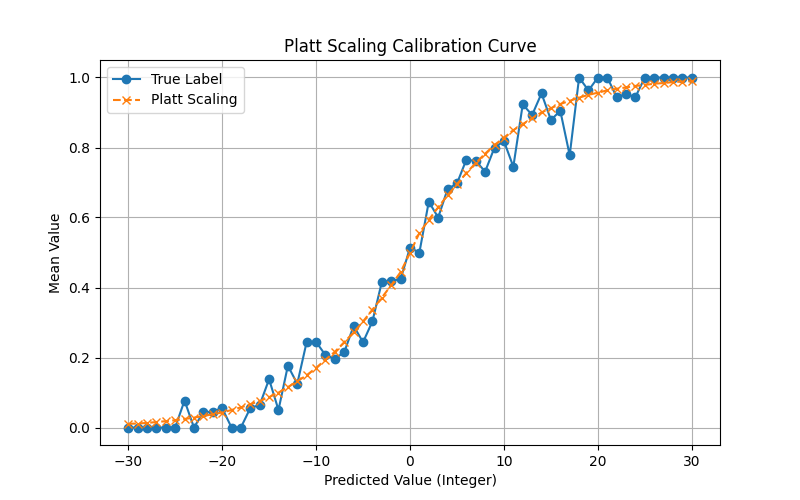 Platt Scaling Calibration Curve
True Label
Platt Scaling
Mean Value
1.0
0.8
0.6
0.4
0.2
0.0
−30 −20 −10 0 10 20 30
Predicted Value (Integer)